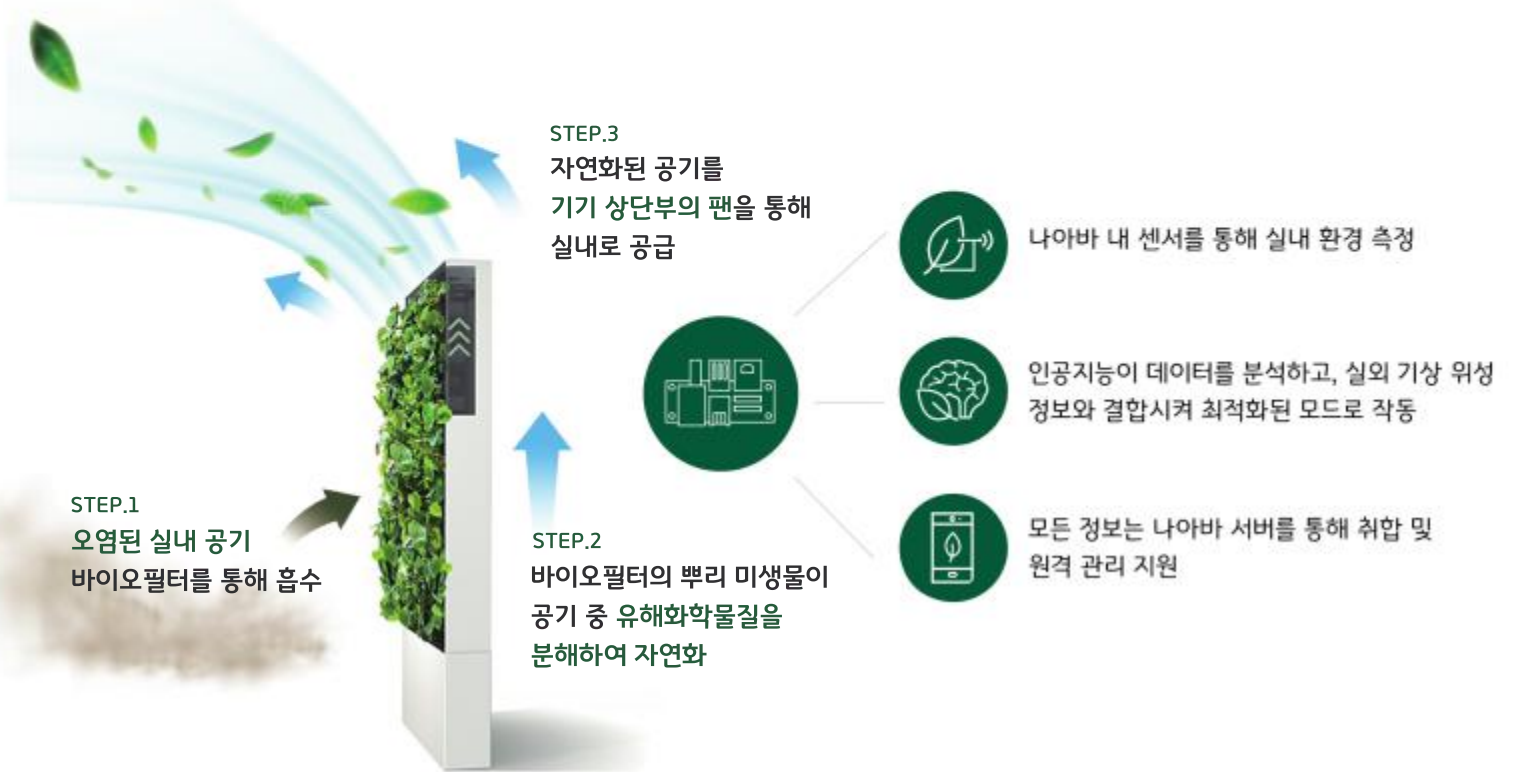 STEP.1
오염된 실내 공기
바이오필터를 통해 흡수
STEP.2
바이오필터의 뿌리 미생물이
공기 중 유해화학물질을
분해하여 자연화
STEP.3
자연화된 공기를
기기 상단부의 팬을 통해
실내로 공급
나아바 내 센서를 통해 실내 환경 측정
인공지능이 데이터를 분석하고, 실외 기상 위성
정보와 결합시켜 최적화된 모드로 작동
모든 정보는 나아바 서버를 통해 취합 및
원격 관리 지원